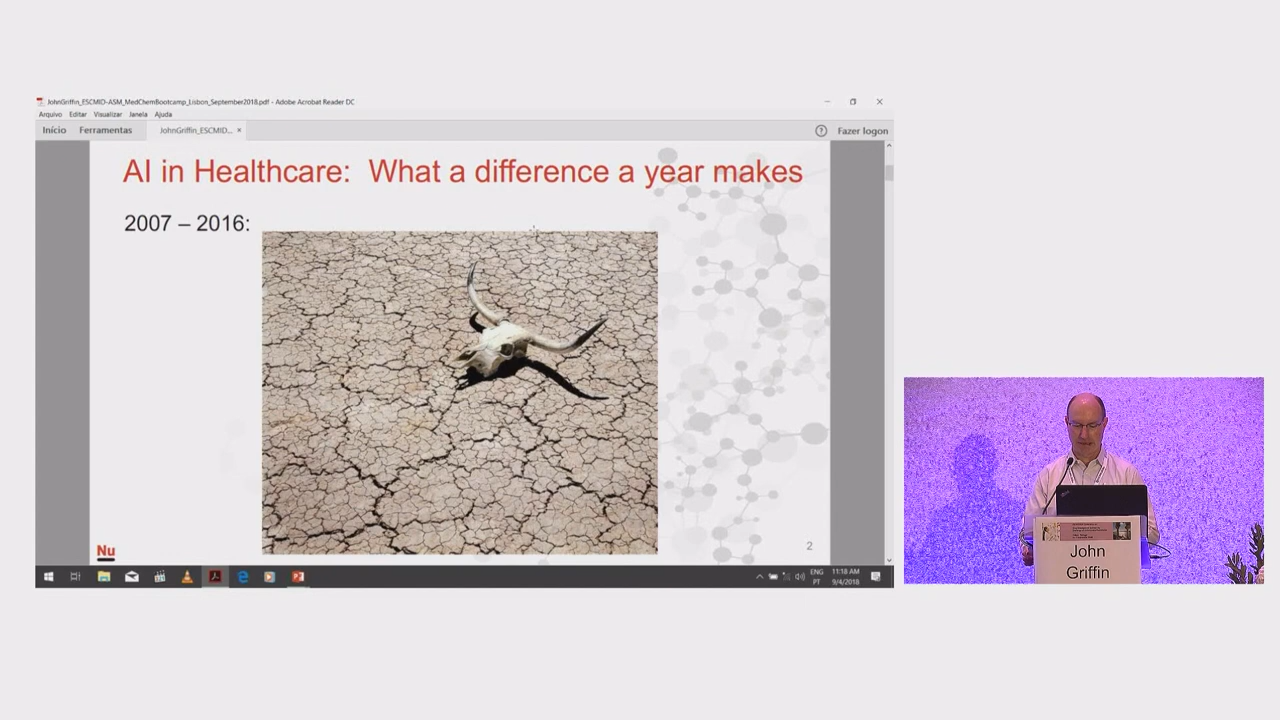 JohnGriffin_ESCMID-ASM_MedChemBootcamp_Lisbon_September2018.pdf - Adobe Acrobat Reader DC
Arquivo Editar Visualizar Janela Ajuda
Início Ferramentas JohnGriffin_ESCMID... × Fazer logon
AI in Healthcare: What a difference a year makes
2007 – 2016:
Nu
2
ENG
PT
11:18 AM
9/4/2018
John
Griffin